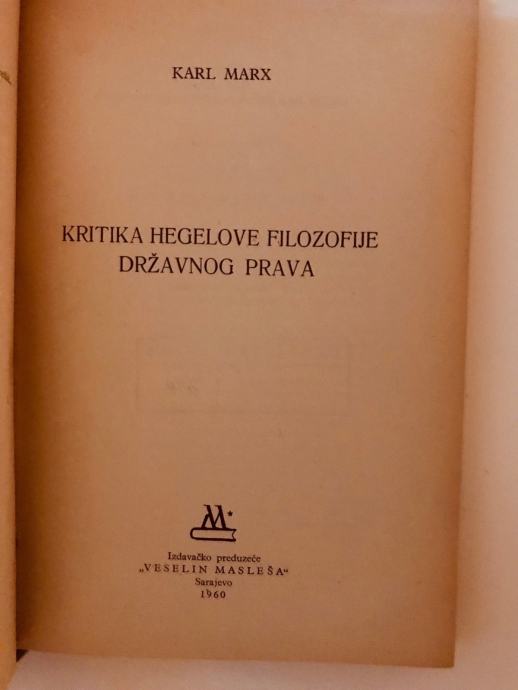 KARL MARX
KRITIKA HEGELOVE FILOZOFIJE
DRŽAVNOG PRAVA
M*
Izdavačko preduzeće
„VESELIN MASLEŠA“
Sarajevo
1960